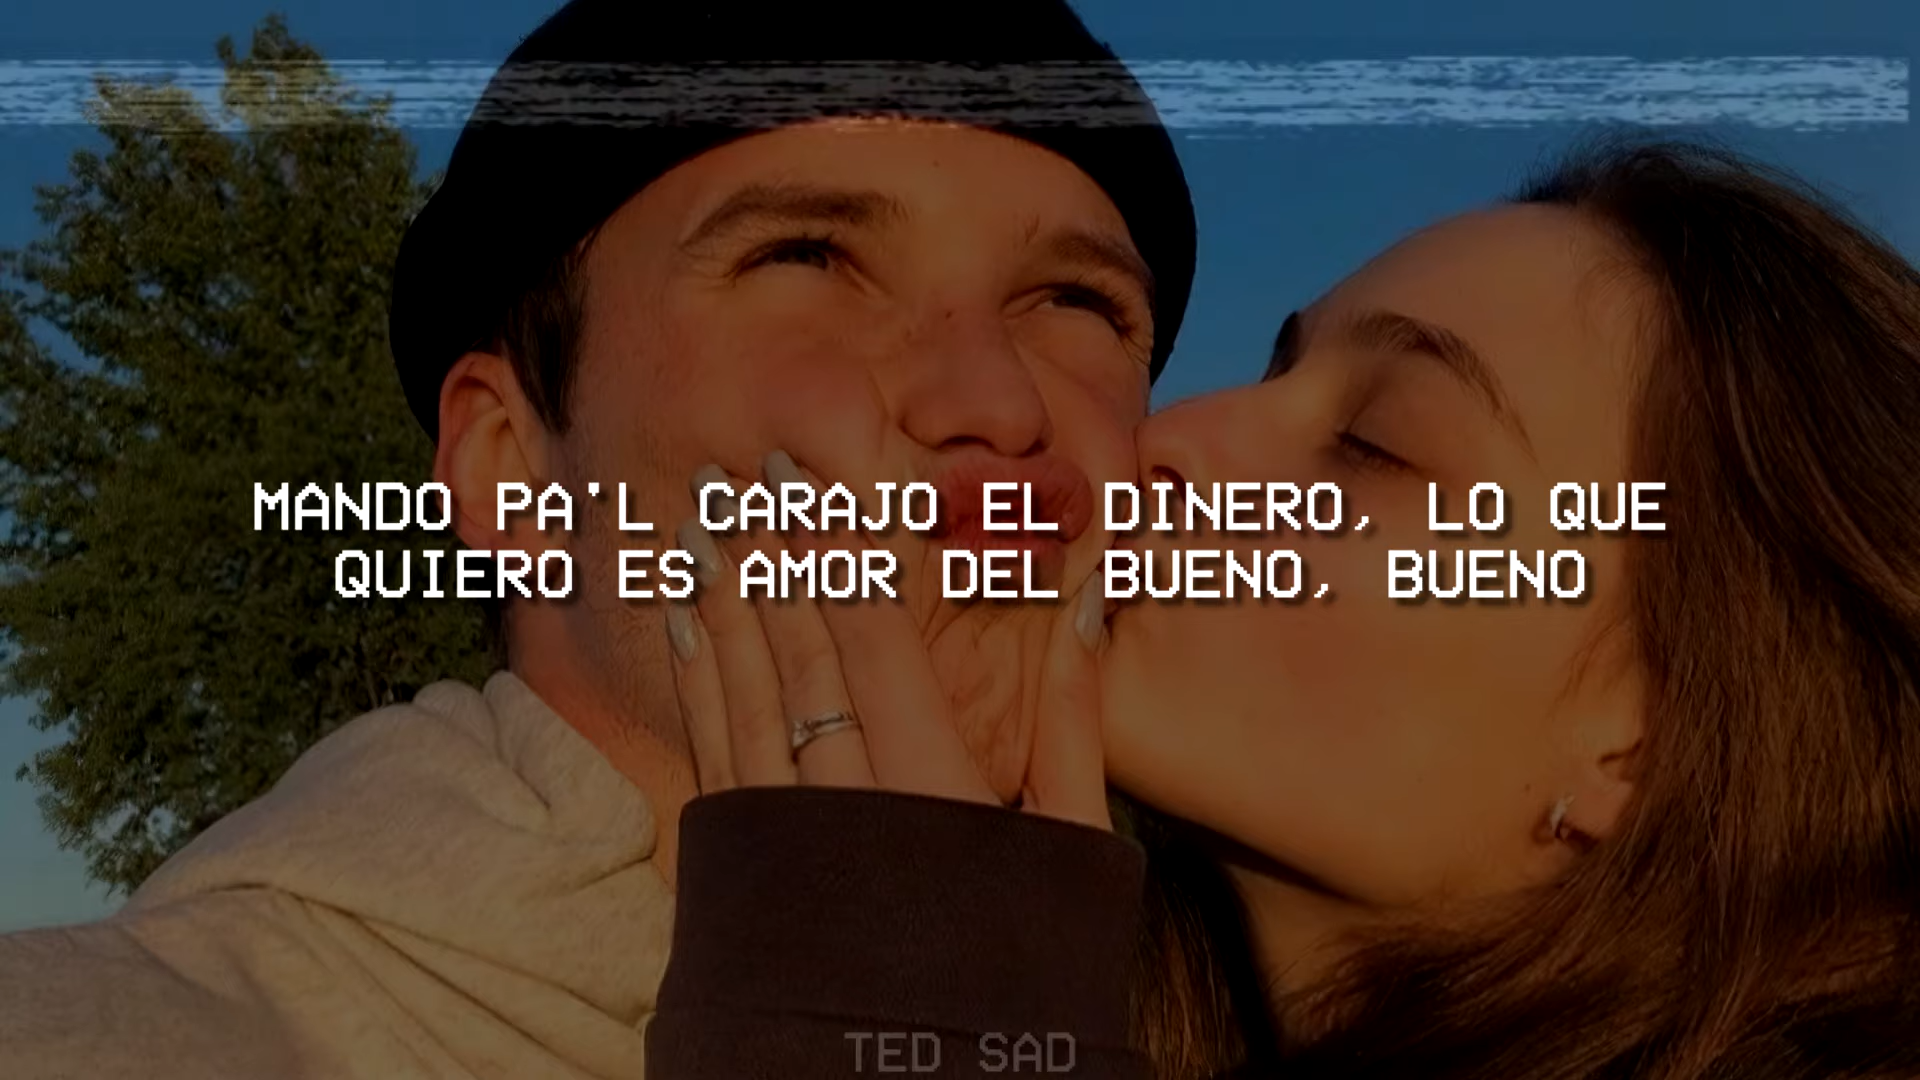 MANDO PA'L CARAJO EL DINERO, LO QUE
QUIERO ES AMOR DEL BUENO, BUENO
TED SAD